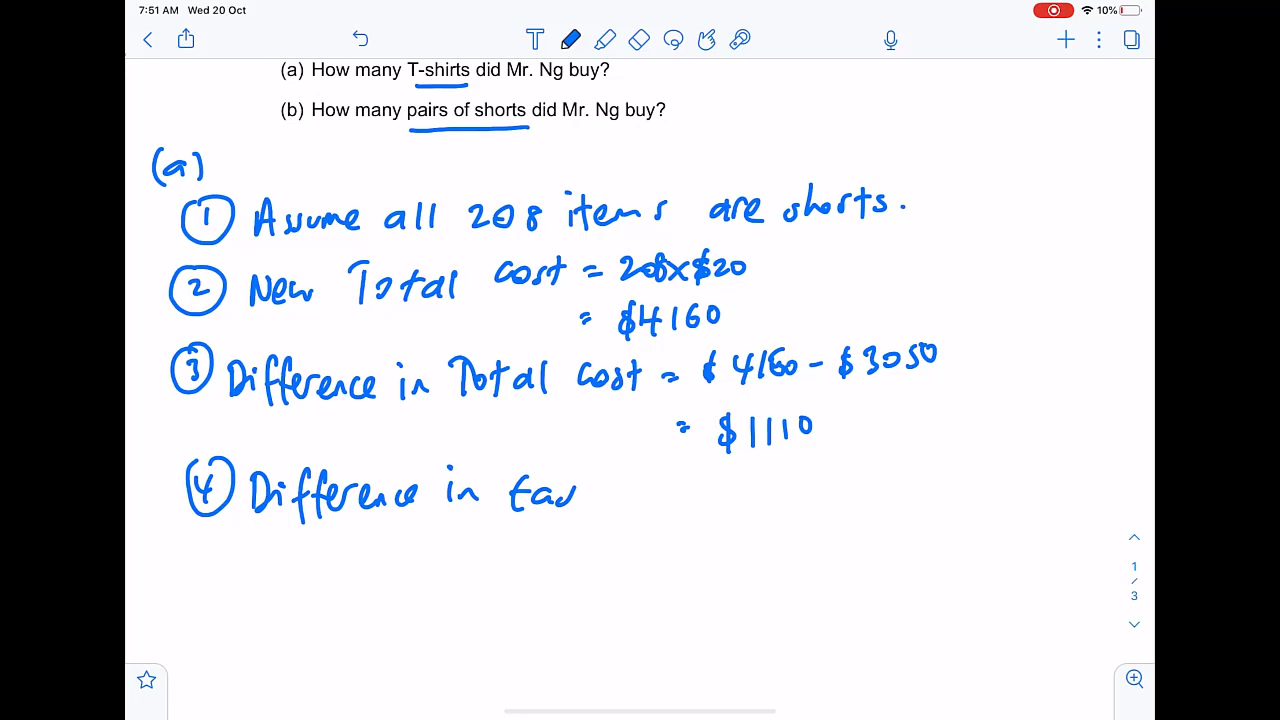 7:51 AM Wed 20 Oct
10%
(a) How many T-shirts did Mr. Ng buy?
(b) How many pairs of shorts did Mr. Ng buy?
(a)
1 Assume all 208 items are shorts.
2 New Total cost = 208x$20
= $4160
3 Difference in Total cost = $4160 - $3050
= $1110
4 Difference in eac
1
/
3